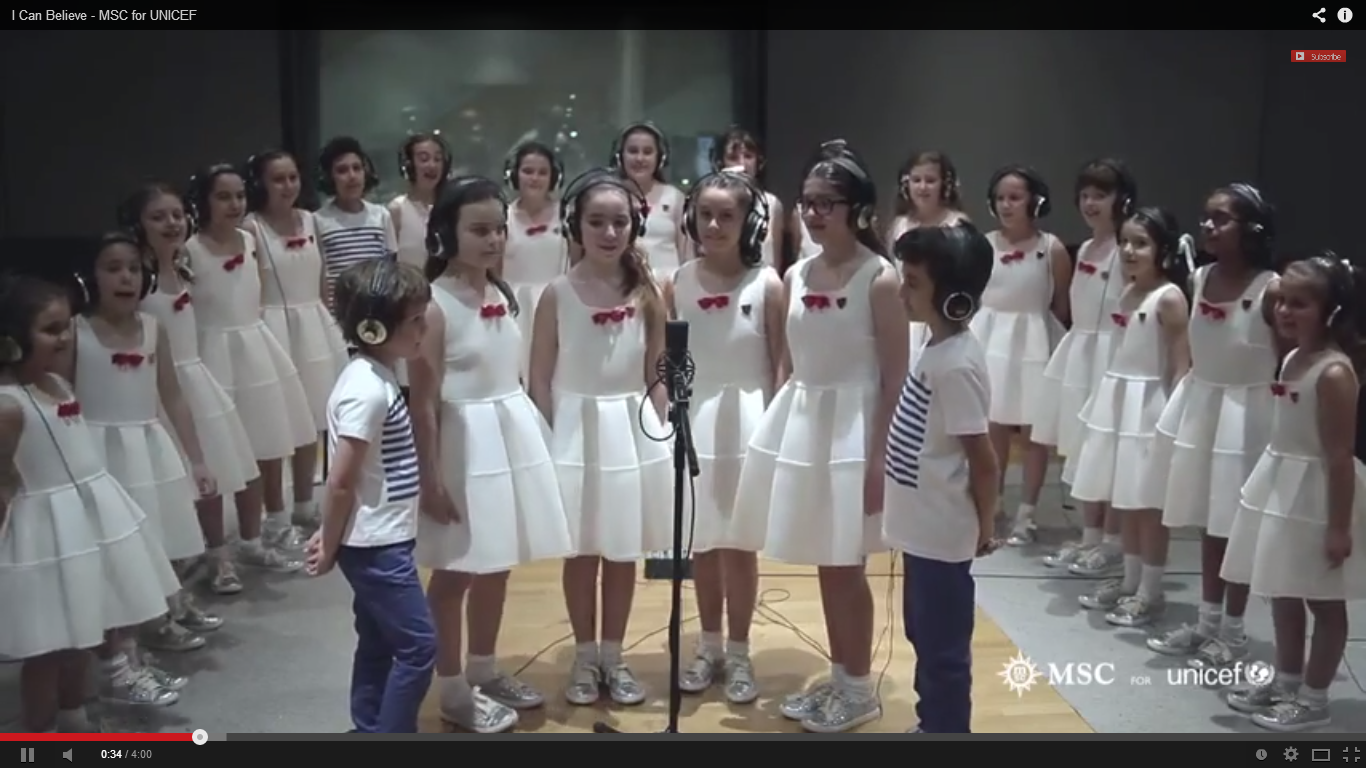 I Can Believe - MSC for UNICEF
Subscribe
MSC FOR unicef
0:34 / 4:00